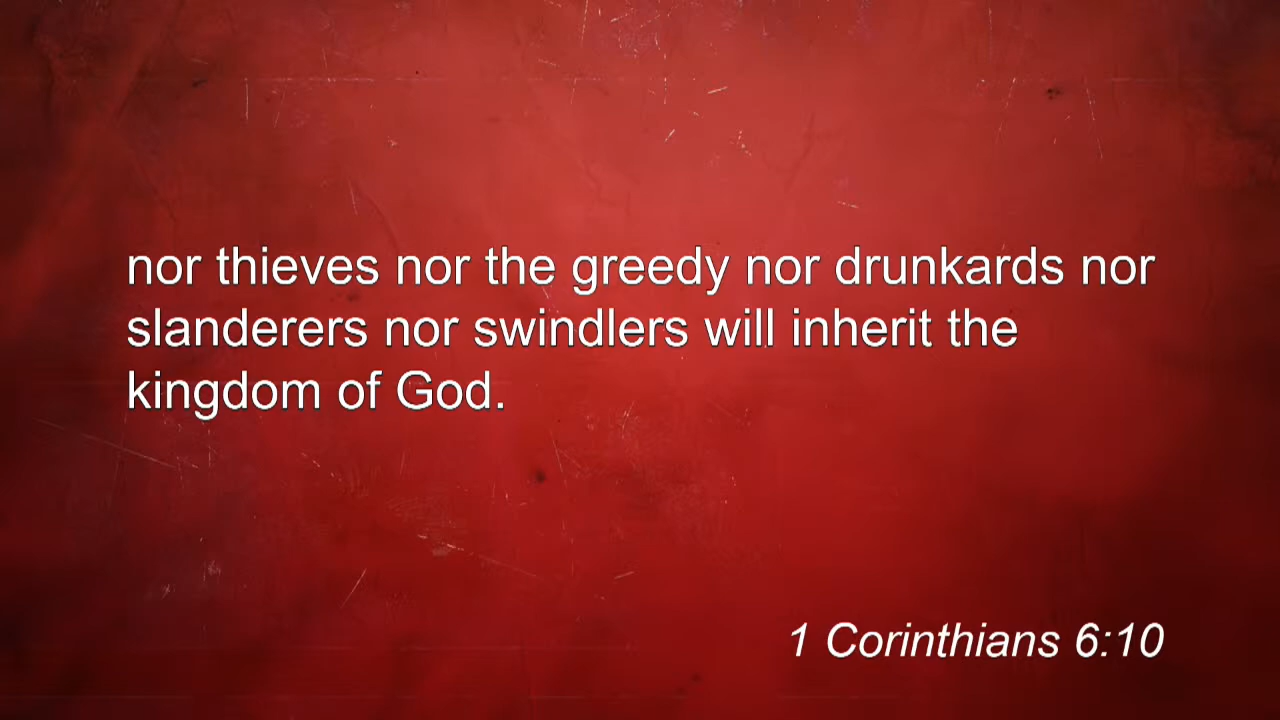 nor thieves nor the greedy nor drunkards nor
slanderers nor swindlers will inherit the
kingdom of God.
1 Corinthians 6:10